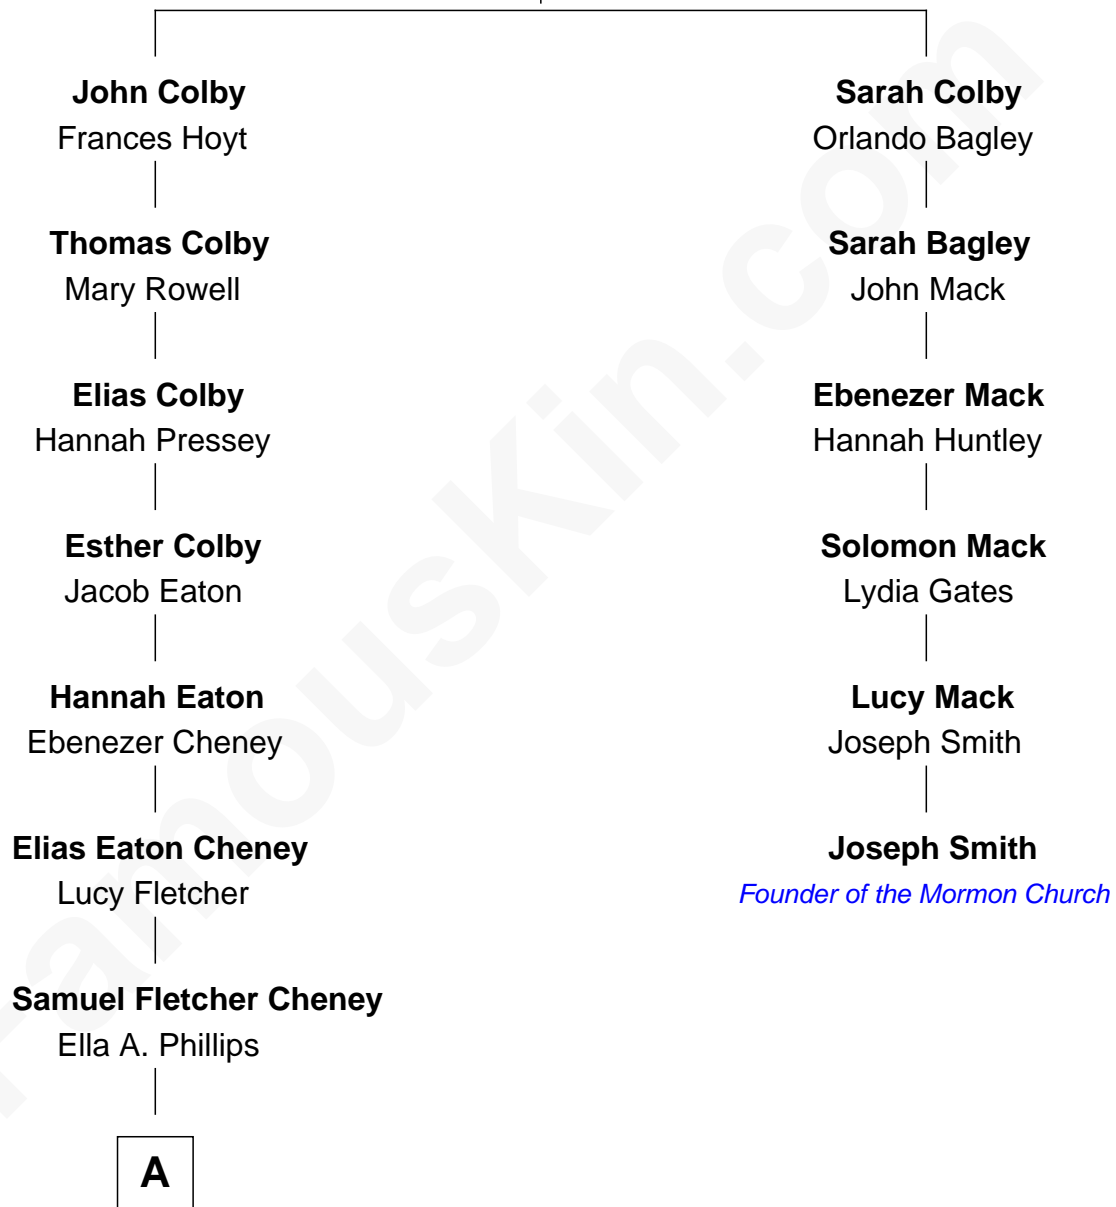 John Colby
Frances Hoyt
Thomas Colby
Mary Rowell
Elias Colby
Hannah Pressey
Esther Colby
Jacob Eaton
Hannah Eaton
Ebenezer Cheney
Elias Eaton Cheney
Lucy Fletcher
Samuel Fletcher Cheney
Ella A. Phillips
A
Sarah Colby
Orlando Bagley
Sarah Bagley
John Mack
Ebenezer Mack
Hannah Huntley
Solomon Mack
Lydia Gates
Lucy Mack
Joseph Smith
Joseph Smith
Founder of the Mormon Church
FamousKin.com